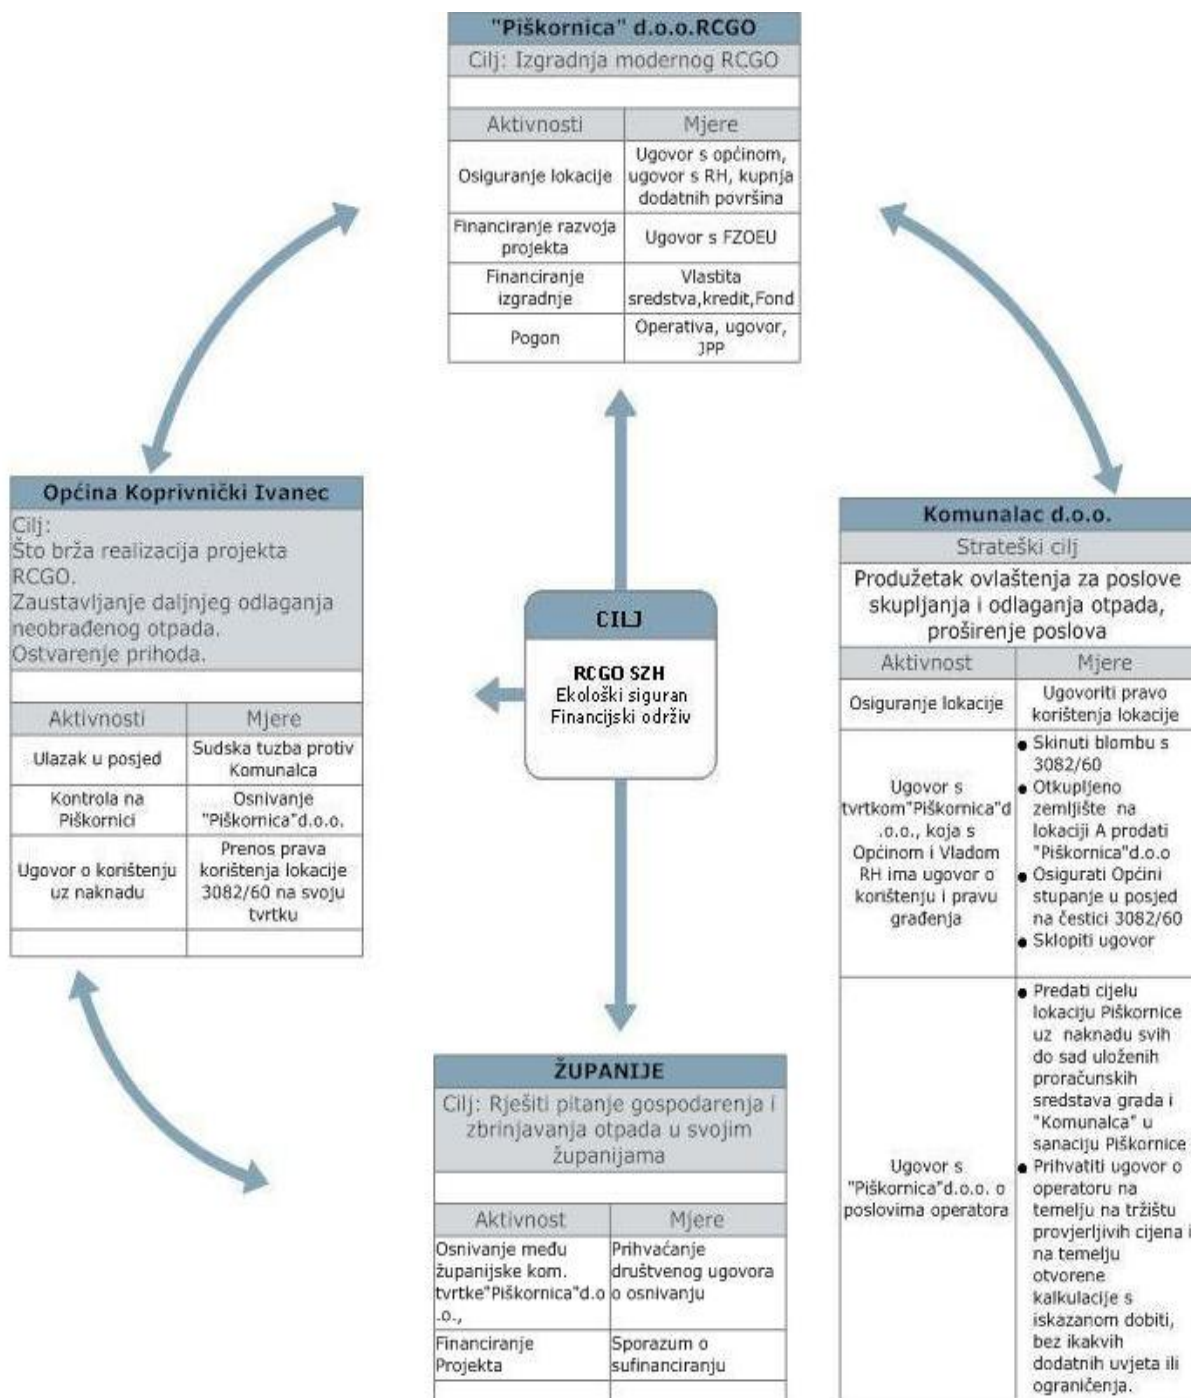 "Piškornica" d.o.o.RCGO
Cilj: Izgradnja modernog RCGO
Aktivnosti
Mjere
Osiguranje lokacije
Ugovor s općinom,
ugovor s RH, kupnja
dodatnih površina
Financiranje razvoja
projekta
Ugovor s FZOEU
Financiranje
izgradnje
Vlastita
sredstva,kredit,Fond
Pogon
Operativa, ugovor,
JPP
Općina Koprivnički Ivanec
Cilj:
Što brža realizacija projekta
RCGO.
Zaustavljanje daljnjeg odlaganja
neobrađenog otpada.
Ostvarenje prihoda.
Aktivnosti
Mjere
Ulazak u posjed
Sudska tuzba protiv
Komunalca
Kontrola na
Piškornici
Osnivanje
"Piškornica"d.o.o.
Ugovor o korištenju
uz naknadu
Prenos prava
korištenja lokacije
3082/60 na svoju
tvrtku
CILJ
RCGO SZH
Ekološki siguran
Financijski održiv
Komunalac d.o.o.
Strateški cilj
Produžetak ovlaštenja za poslove
skupljanja i odlaganja otpada,
proširenje poslova
Aktivnost
Mjere
Osiguranje lokacije
Ugovoriti pravo
korištenja lokacije
Ugovor s
tvrtkom"Piškornica"d
.o.o., koja s
Općinom i Vladom
RH ima ugovor o
korištenju i pravu
građenja
● Skinuti blombu s
3082/60
● Otkupljeno
zemljište na
lokaciji A prodati
"Piškornica"d.o.o
● Osigurati Općini
stupanje u posjed
na čestici 3082/60
● Sklopiti ugovor
Ugovor s
"Piškornica"d.o.o. o
poslovima operatora
● Predati cijelu
lokaciju Piškornice
uz naknadu svih
do sad uloženih
proračunskih
sredstava grada i
"Komunalca" u
sanaciju Piškornice
● Prihvatiti ugovor o
operatoru na
temelju na tržištu
provjerljivih cijena i
na temelju
otvorene
kalkulacije s
iskazanom dobiti,
bez ikakvih
dodatnih uvjeta ili
ograničenja.
ŽUPANIJE
Cilj: Rješiti pitanje gospodarenja i
zbrinjavanja otpada u svojim
županijama
Aktivnost
Mjere
Osnivanje među
županijske kom.
tvrtke"Piškornica"d.o
.o.,
Prihvaćanje
društvenog ugovora
o osnivanju
Financiranje
Projekta
Sporazum o
sufinanciranju